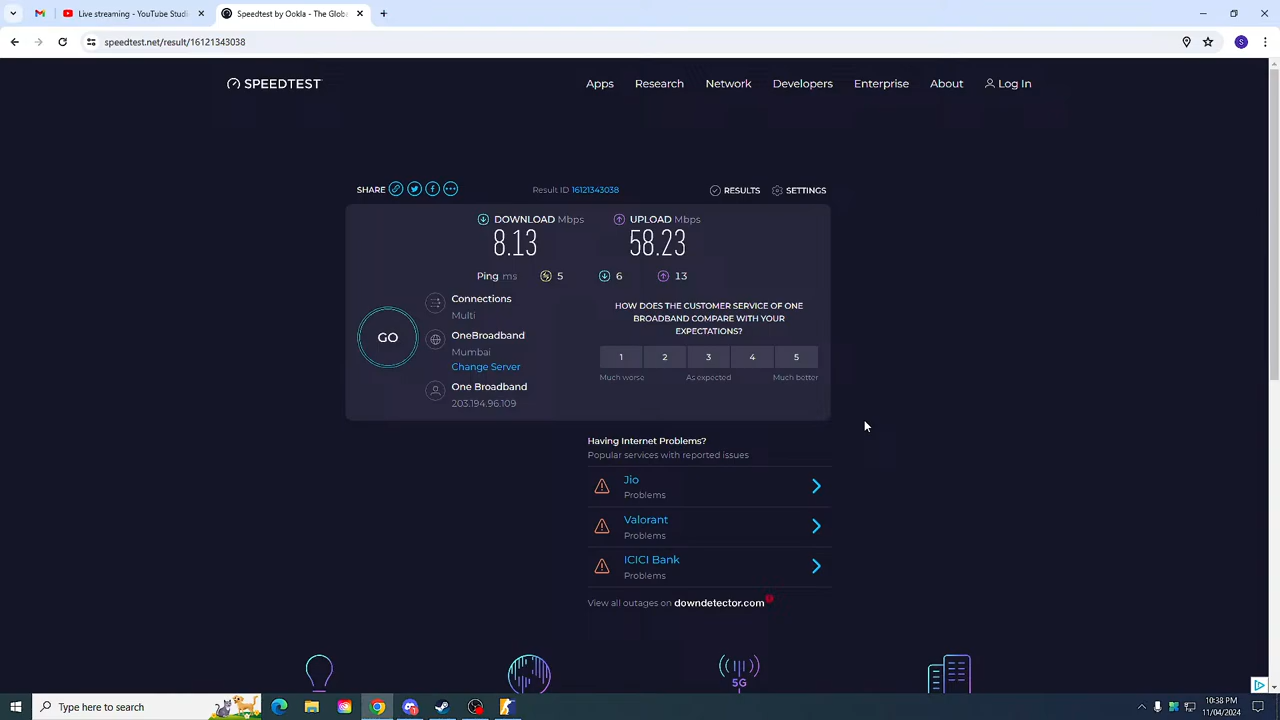 Live streaming - YouTube Studi
Speedtest by Ookla - The Globa
speedtest.net/result/16121343038
S
SPEEDTEST
Apps Research Network Developers Enterprise About Log In
SHARE Result ID 16121343038 RESULTS SETTINGS
DOWNLOAD Mbps UPLOAD Mbps
8.13 58.23
Ping ms 5 6 13
Connections
Multi
OneBroadband
Mumbai
Change Server
One Broadband
203.194.96.109
GO
HOW DOES THE CUSTOMER SERVICE OF ONE
BROADBAND COMPARE WITH YOUR
EXPECTATIONS?
1 2 3 4 5
Much worse As expected Much better
Having Internet Problems?
Popular services with reported issues
Jio
Problems
Valorant
Problems
ICICI Bank
Problems
View all outages on downdetector.com
5G
Type here to search
10:38 PM
11/04/2024